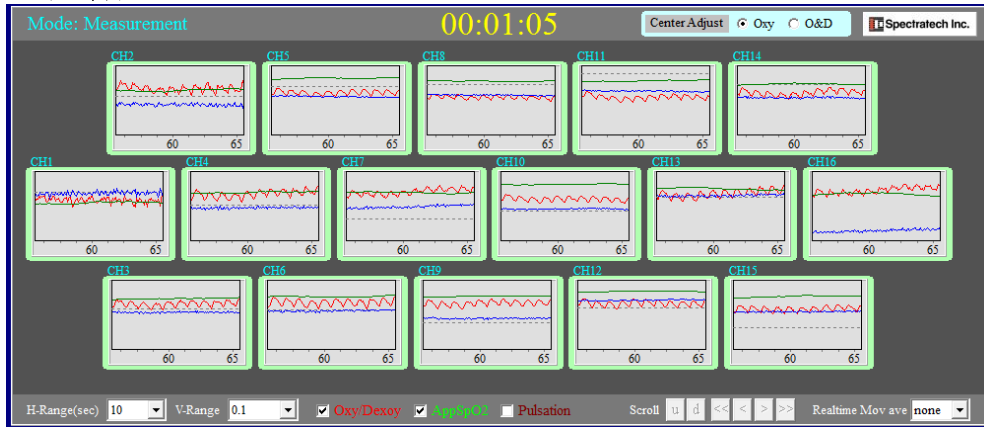 Mode: Measurement 00:01:05 Center Adjust Oxy O&D Spectratech Inc.
CH2 CH5 CH8 CH11 CH14
60 65 60 65 60 65 60 65 60 65
CH1 CH4 CH7 CH10 CH13 CH16
60 65 60 65 60 65 60 65 60 65 60 65
CH3 CH6 CH9 CH12 CH15
60 65 60 65 60 65 60 65 60 65
H-Range(sec) 10 V-Range 0.1 Oxy/Dexoy AppSpO2 Pulsation Scroll u d << < > >> Realtime Mov ave none